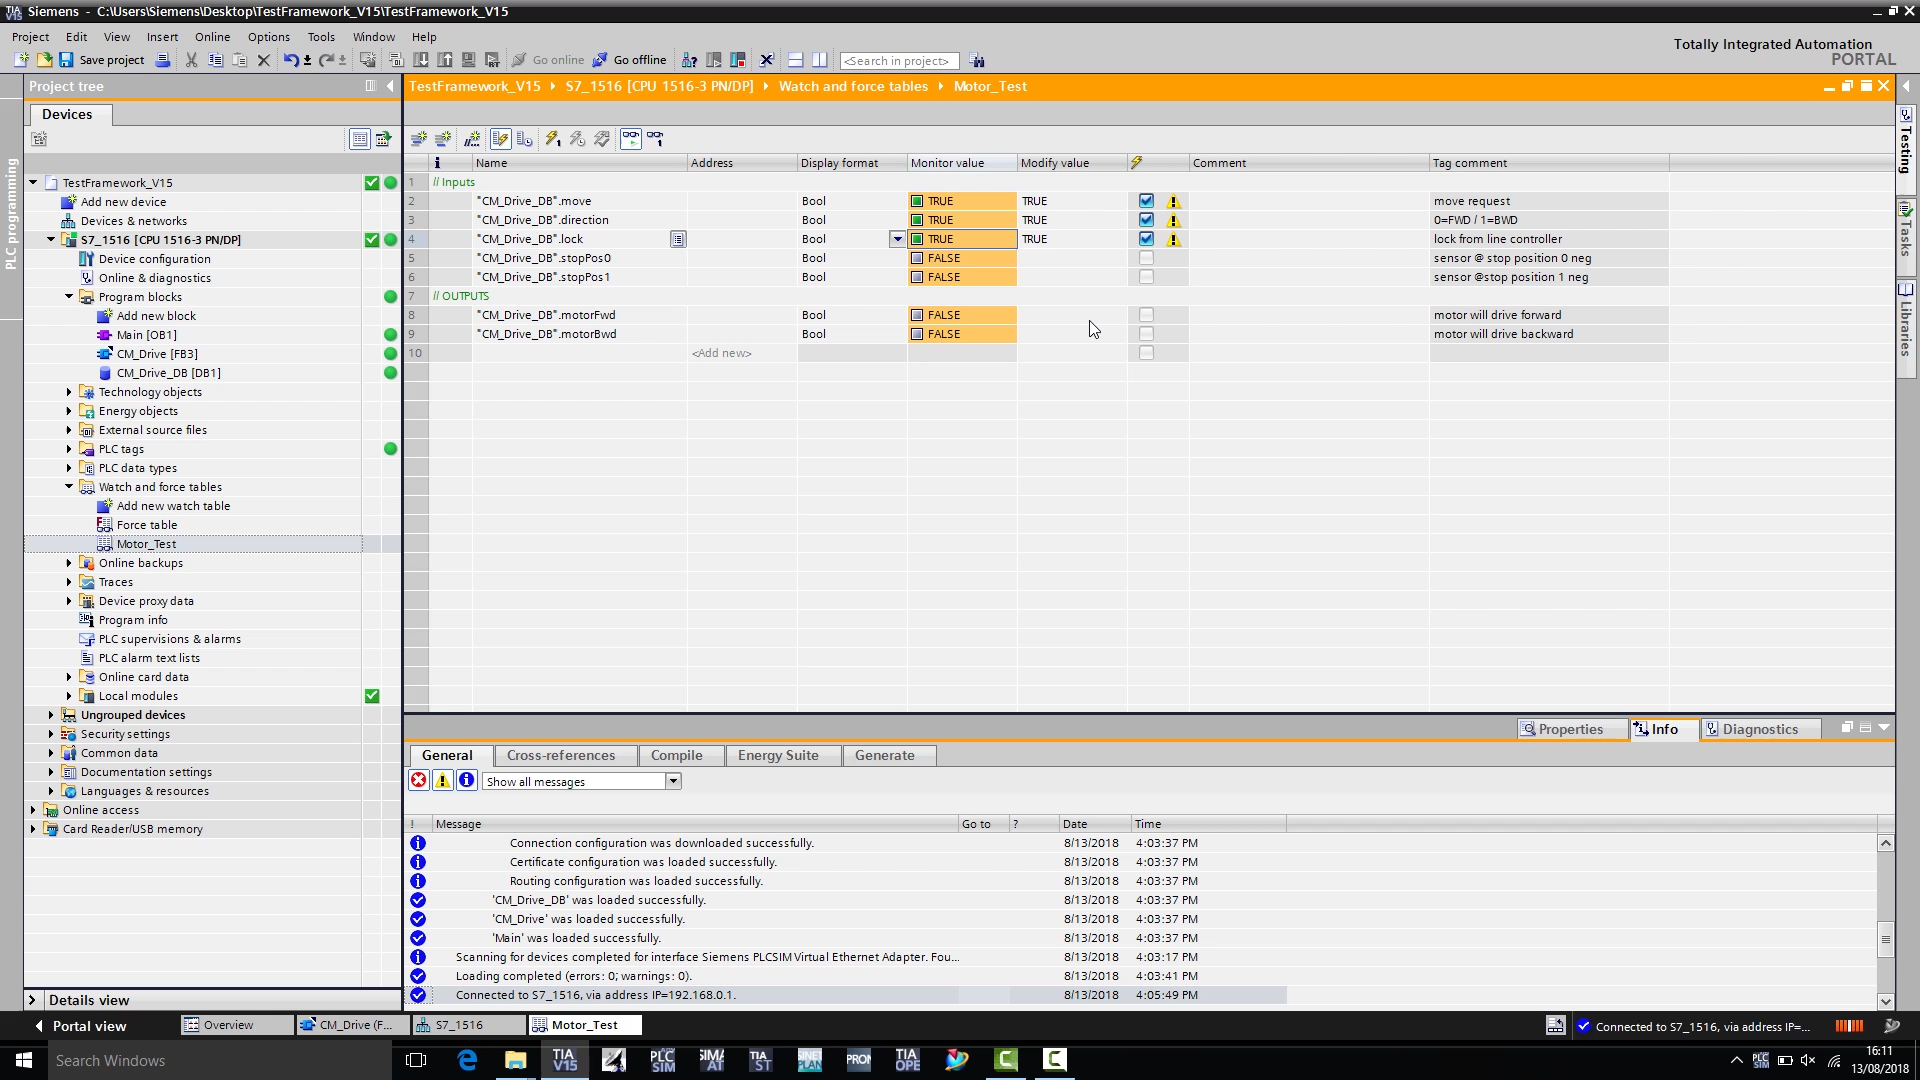 Siemens - C:\Users\Siemens\Desktop\TestFramework_V15\TestFramework_V15
Project Edit View Insert Online Options Tools Window Help
Totally Integrated Automation
PORTAL
Save project Go online Go offline <Search in project>
Project tree
TestFramework_V15 S7_1516 [CPU 1516-3 PN/DP] Watch and force tables Motor_Test
Devices
PLC programming
i Name Address Display format Monitor value Modify value Comment Tag comment
1 // Inputs
2 "CM_Drive_DB".move Bool TRUE TRUE move request
3 "CM_Drive_DB".direction Bool TRUE TRUE 0=FWD / 1=BWD
4 "CM_Drive_DB".lock Bool TRUE TRUE lock from line controller
5 "CM_Drive_DB".stopPos0 Bool FALSE sensor @ stop position 0 neg
6 "CM_Drive_DB".stopPos1 Bool FALSE sensor @stop position 1 neg
7 // OUTPUTS
8 "CM_Drive_DB".motorFwd Bool FALSE motor will drive forward
9 "CM_Drive_DB".motorBwd Bool FALSE motor will drive backward
10 <Add new>
TestFramework_V15
Add new device
Devices & networks
S7_1516 [CPU 1516-3 PN/DP]
Device configuration
Online & diagnostics
Program blocks
Add new block
Main [OB1]
CM_Drive [FB3]
CM_Drive_DB [DB1]
Technology objects
Energy objects
External source files
PLC tags
PLC data types
Watch and force tables
Add new watch table
Force table
Motor_Test
Online backups
Traces
Device proxy data
Program info
PLC supervisions & alarms
PLC alarm text lists
Online card data
Local modules
Ungrouped devices
Security settings
Common data
Documentation settings
Languages & resources
Online access
Card Reader/USB memory
Testing
Tasks
Libraries
Properties Info Diagnostics
General Cross-references Compile Energy Suite Generate
Show all messages
! Message Go to ? Date Time
Connection configuration was downloaded successfully. 8/13/2018 4:03:37 PM
Certificate configuration was loaded successfully. 8/13/2018 4:03:37 PM
Routing configuration was loaded successfully. 8/13/2018 4:03:37 PM
'CM_Drive_DB' was loaded successfully. 8/13/2018 4:03:37 PM
'CM_Drive' was loaded successfully. 8/13/2018 4:03:37 PM
'Main' was loaded successfully. 8/13/2018 4:03:37 PM
Scanning for devices completed for interface Siemens PLCSIM Virtual Ethernet Adapter. Fou... 8/13/2018 4:03:17 PM
Loading completed (errors: 0; warnings: 0). 8/13/2018 4:03:41 PM
Connected to S7_1516, via address IP=192.168.0.1. 8/13/2018 4:05:49 PM
Details view
Portal view Overview CM_Drive (F... S7_1516 Motor_Test Connected to S7_1516, via address IP=...
Search Windows
TIA V15
PLC SIM
SIMA AT
TIA ST
SINET PLAN
PRON
TIA OPE
16:11
13/08/2018